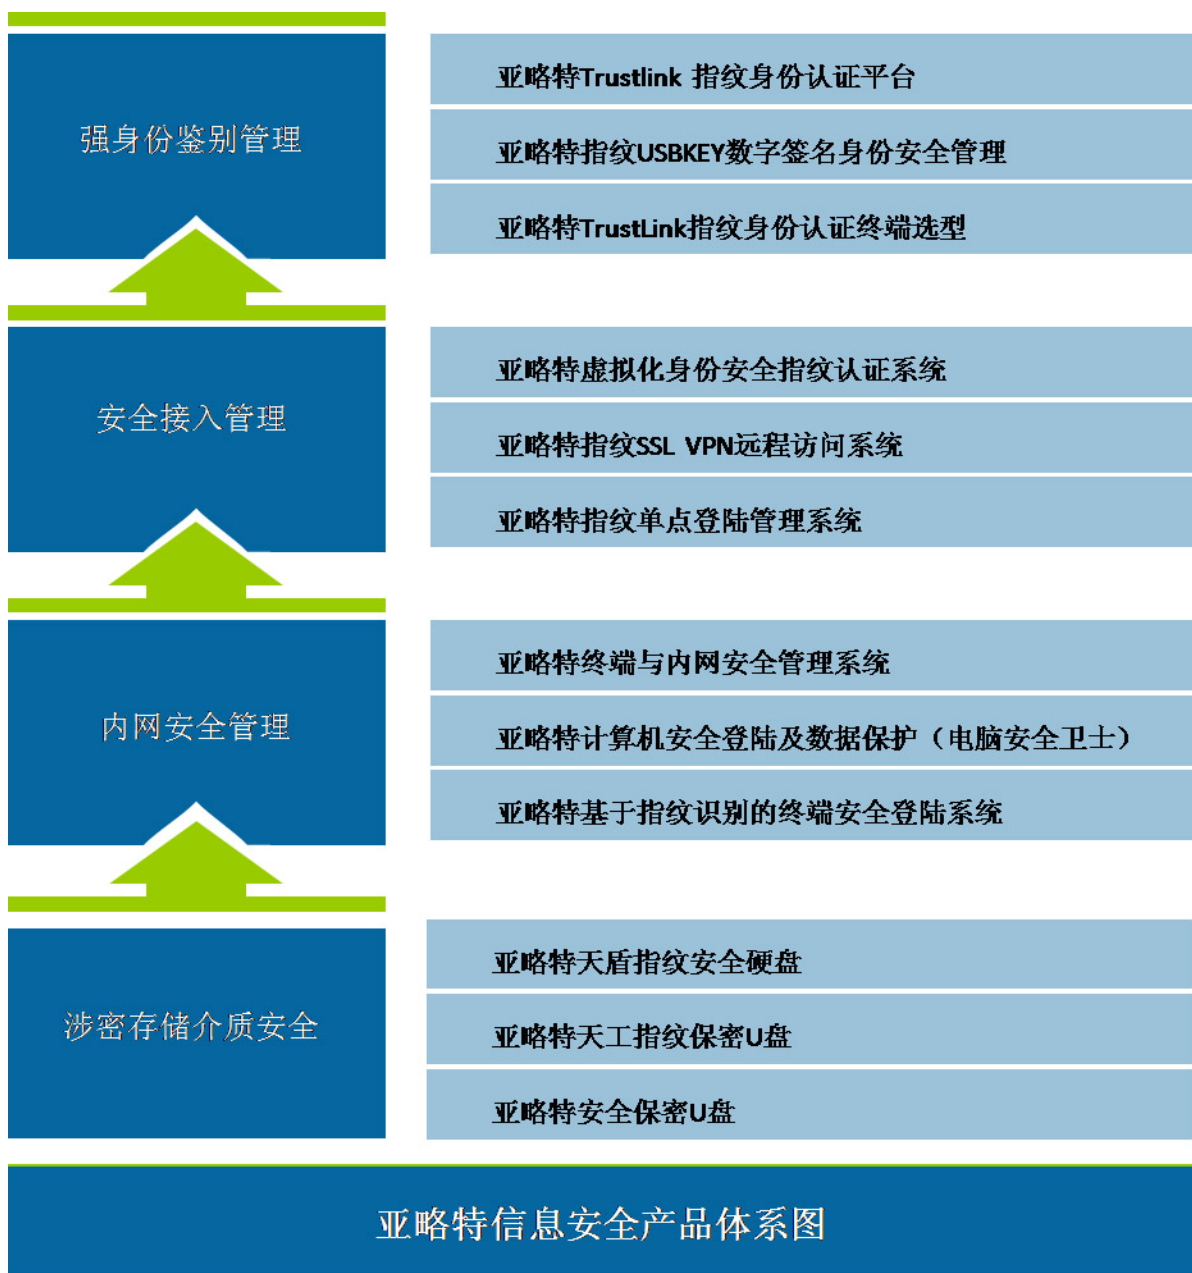 强身份鉴别管理
亚略特Trustlink 指纹身份认证平台
亚略特指纹USBKEY数字签名身份安全管理
亚略特TrustLink指纹身份认证终端选型
安全接入管理
亚略特虚拟化身份安全指纹认证系统
亚略特指纹SSL VPN远程访问系统
亚略特指纹单点登陆管理系统
内网安全管理
亚略特终端与内网安全管理系统
亚略特计算机安全登陆及数据保护（电脑安全卫士）
亚略特基于指纹识别的终端安全登陆系统
涉密存储介质安全
亚略特天盾指纹安全硬盘
亚略特天工指纹保密U盘
亚略特安全保密U盘
亚略特信息安全产品体系图